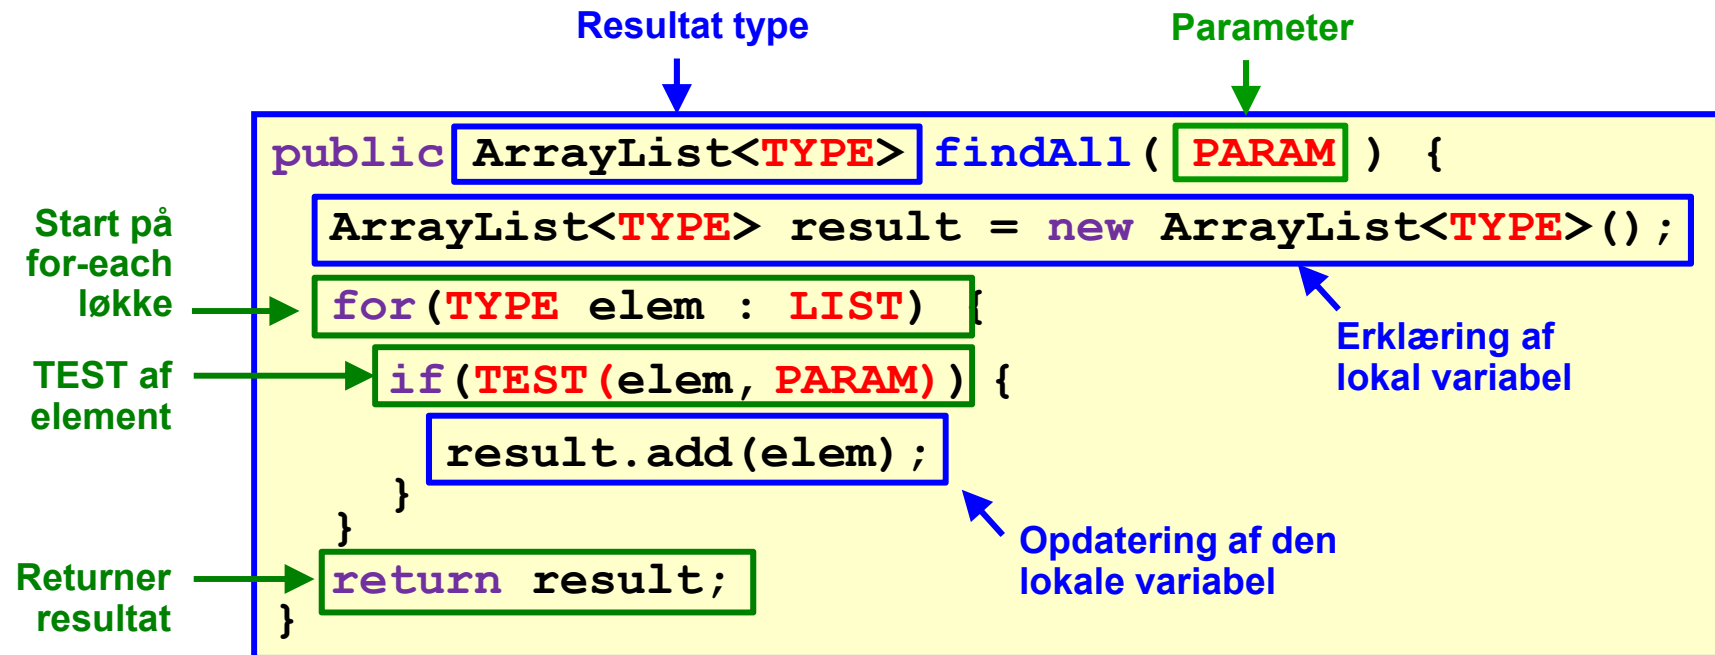 Resultat type
Parameter
public ArrayList<TYPE> findAll( PARAM ) {
Start på
for-each
løkke
ArrayList<TYPE> result = new ArrayList<TYPE>();
for(TYPE elem : LIST) {
Erklæring af
lokal variabel
TEST af
element
if(TEST(elem, PARAM)) {
result.add(elem);
}
}
Opdatering af den
lokale variabel
Returner
resultat
return result;
}